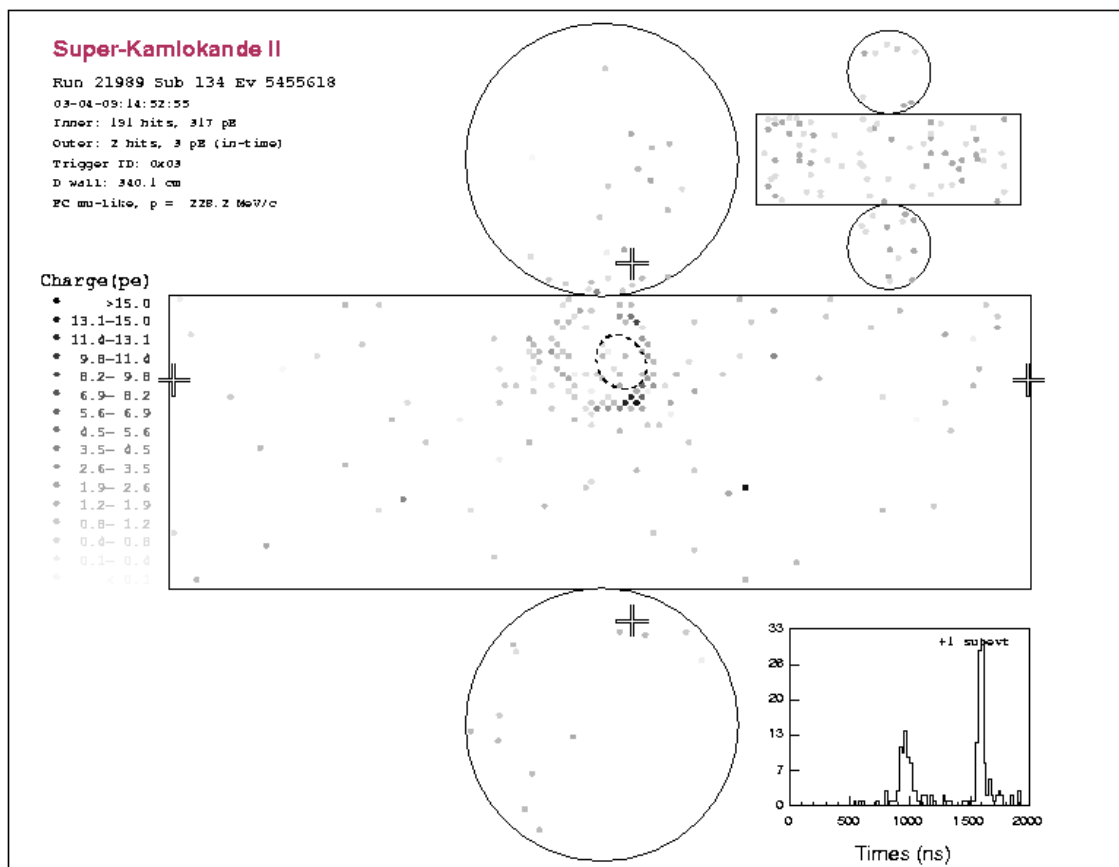 Super-Kamiokande II
Run 21989 Sub 134 Ev 5455618
03-04-09:14:52:55
Inner: 191 hits, 317 pE
Outer: 2 hits, 3 pE (in-time)
Trigger ID: 0x03
D wall: 340.1 cm
FC mu-like, p = 228.2 MeV/c
Charge(pe)
>15.0
13.1-15.0
11.4-13.1
9.8-11.4
8.2- 9.8
6.9- 8.2
5.6- 6.9
4.5- 5.6
3.5- 4.5
2.6- 3.5
1.9- 2.6
1.2- 1.9
0.8- 1.2
0.4- 0.8
0.1- 0.4
+1 subevt
33
26
20
13
7
0
0 500 1000 1500 2000
Times (ns)